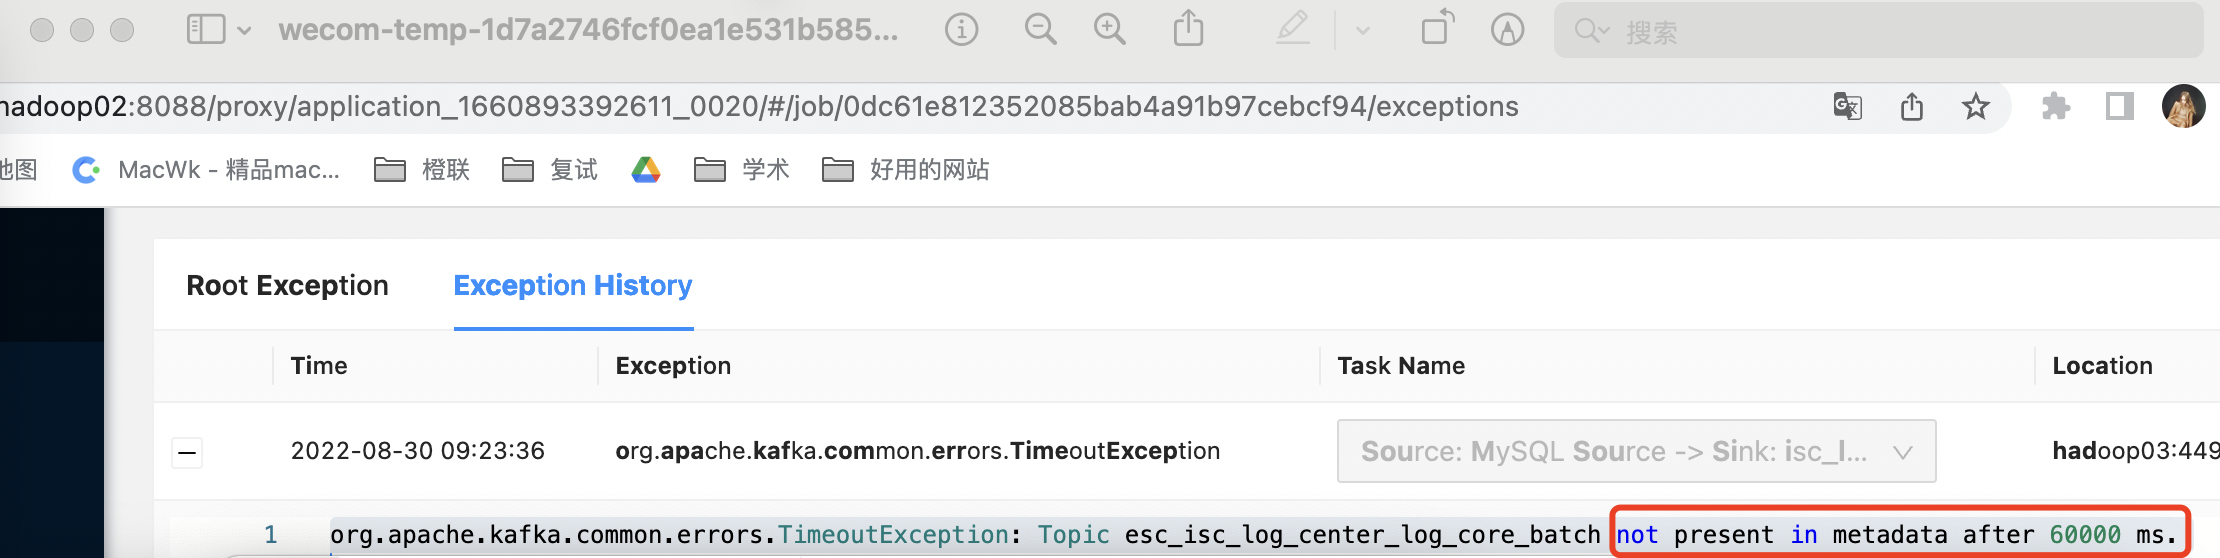 wecom-temp-1d7a2746fcf0ea1e531b585...
搜索
hadoop02:8088/proxy/application_1660893392611_0020/#/job/0dc61e812352085bab4a91b97cebcf94/exceptions
地图 MacWk - 精品mac... 橙联 复试 学术 好用的网站
Root Exception Exception History
Time Exception Task Name Location
2022-08-30 09:23:36 org.apache.kafka.common.errors.TimeoutException Source: MySQL Source -> Sink: isc_l... hadoop03:449
1 org.apache.kafka.common.errors.TimeoutException: Topic esc_isc_log_center_log_core_batch not present in metadata after 60000 ms.